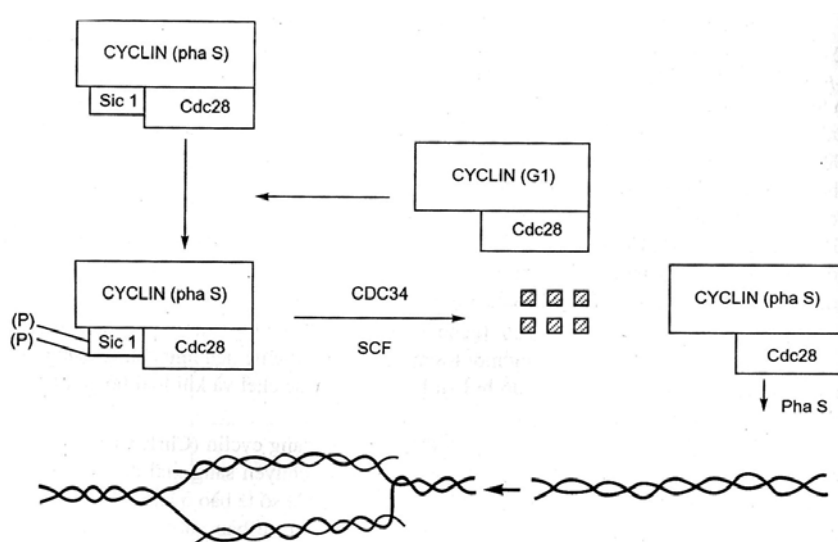 CYCLIN (pha S)
Sic 1
Cdc28
CYCLIN (G1)
Cdc28
CYCLIN (pha S)
(P)
(P)
Sic 1
Cdc28
CDC34
SCF
CYCLIN (pha S)
Cdc28
Pha S